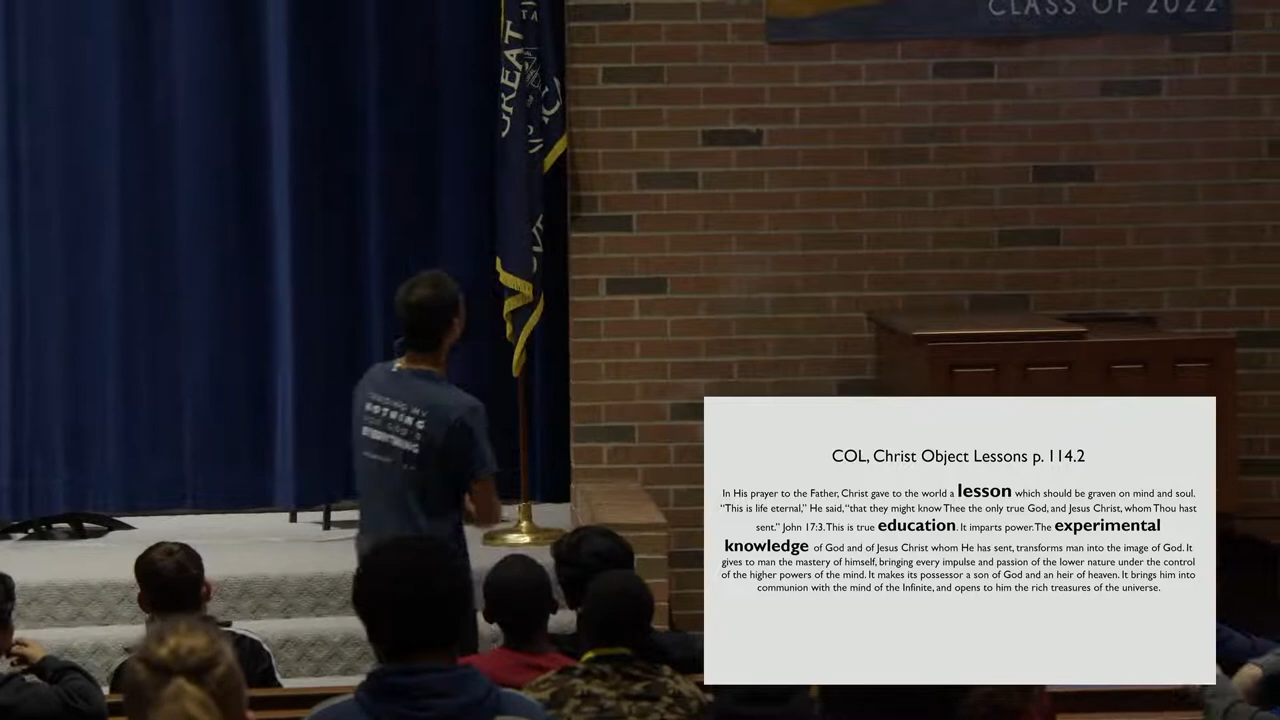 CLASS OF 2022
GREAT
NOTHING
EVERYTHING
COL, Christ Object Lessons p. 114.2
In His prayer to the Father, Christ gave to the world a lesson which should be graven on mind and soul.
“This is life eternal,” He said, “that they might know Thee the only true God, and Jesus Christ, whom Thou hast
sent.” John 17:3. This is true education. It imparts power. The experimental
knowledge of God and of Jesus Christ whom He has sent, transforms man into the image of God. It
gives to man the mastery of himself, bringing every impulse and passion of the lower nature under the control
of the higher powers of the mind. It makes its possessor a son of God and an heir of heaven. It brings him into
communion with the mind of the Infinite, and opens to him the rich treasures of the universe.